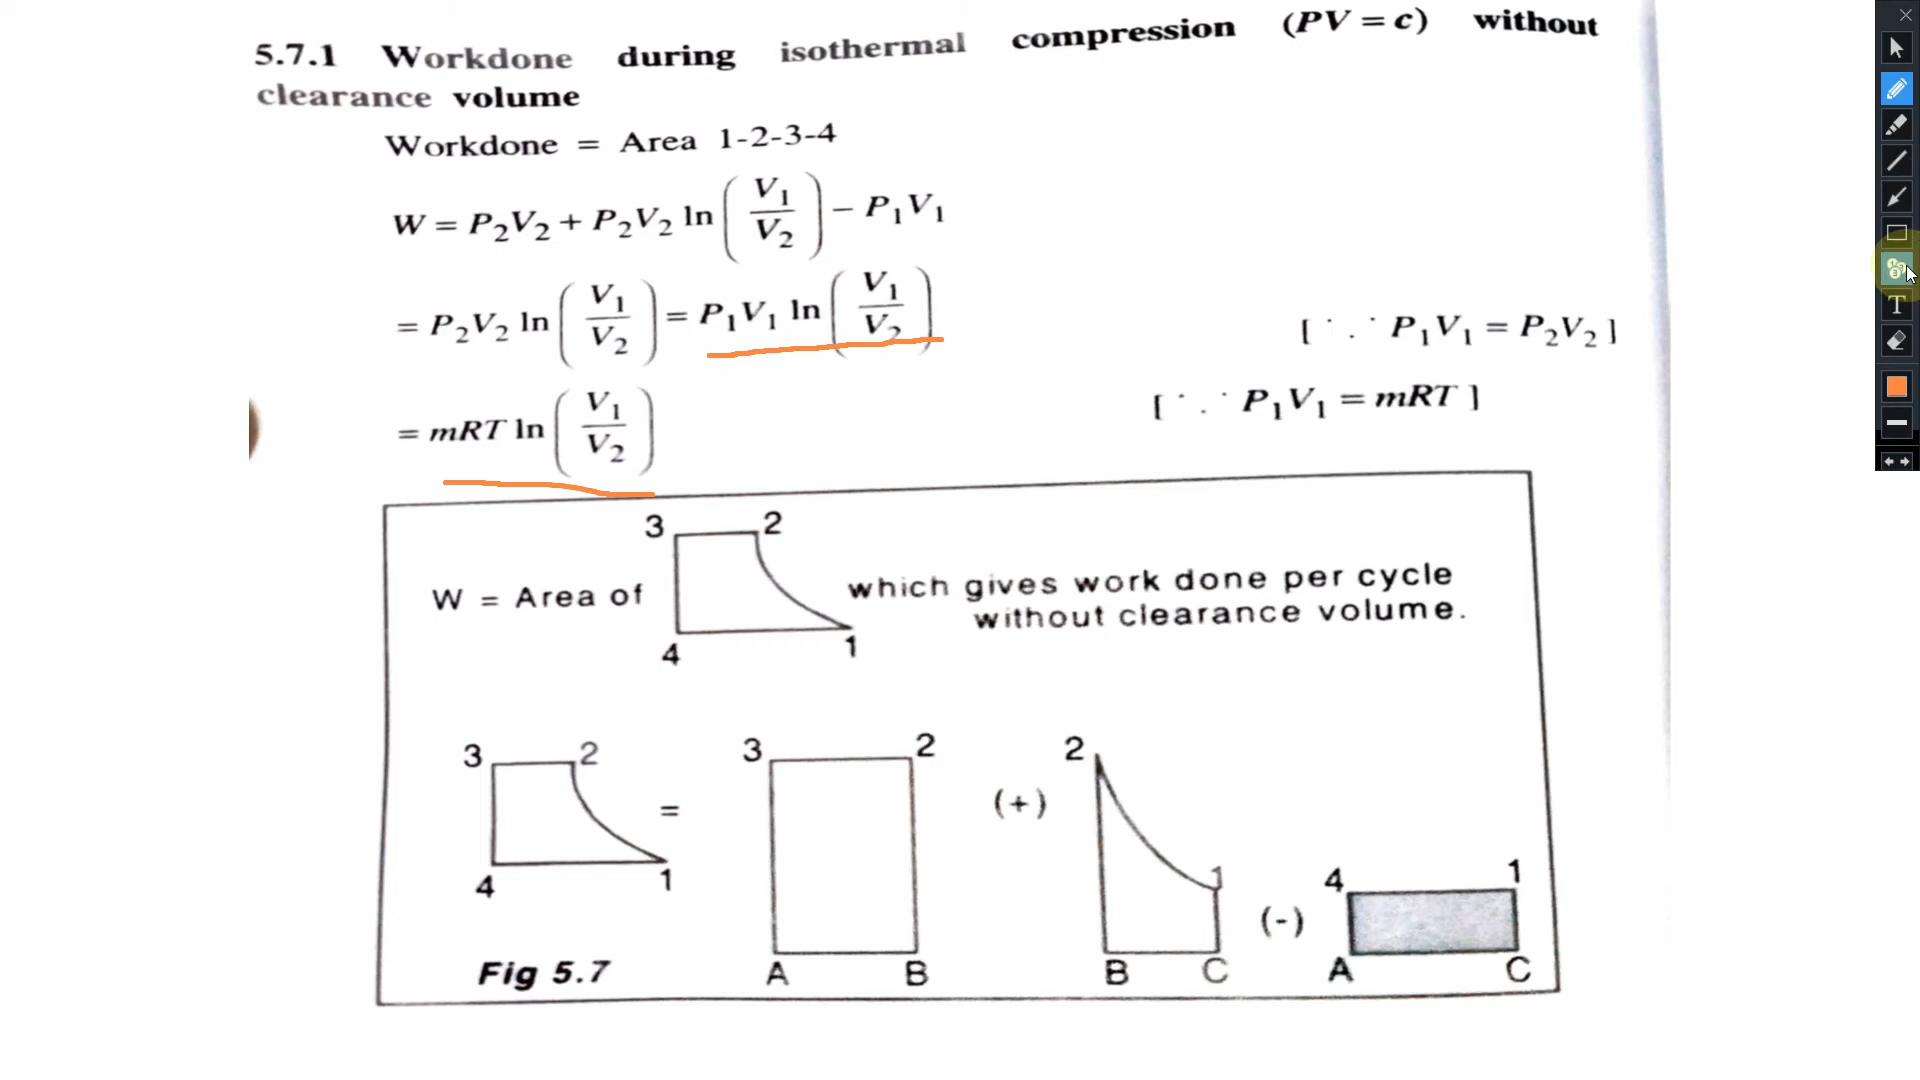 5.7.1 Workdone during isothermal compression (PV = c) without
clearance volume
Workdone = Area 1-2-3-4
W = P₂V₂ + P₂V₂ ln (V₁/V₂) − P₁V₁
= P₂V₂ ln (V₁/V₂) = P₁V₁ ln (V₁/V₂) [ ∵ P₁V₁ = P₂V₂ ]
= mRT ln (V₁/V₂) [ ∵ P₁V₁ = mRT ]
3 2
W = Area of which gives work done per cycle
without clearance volume.
4 1
3 2 3 2 2
= (+) 1 4 1
4 1 (-)
Fig 5.7 A B B C A C
T